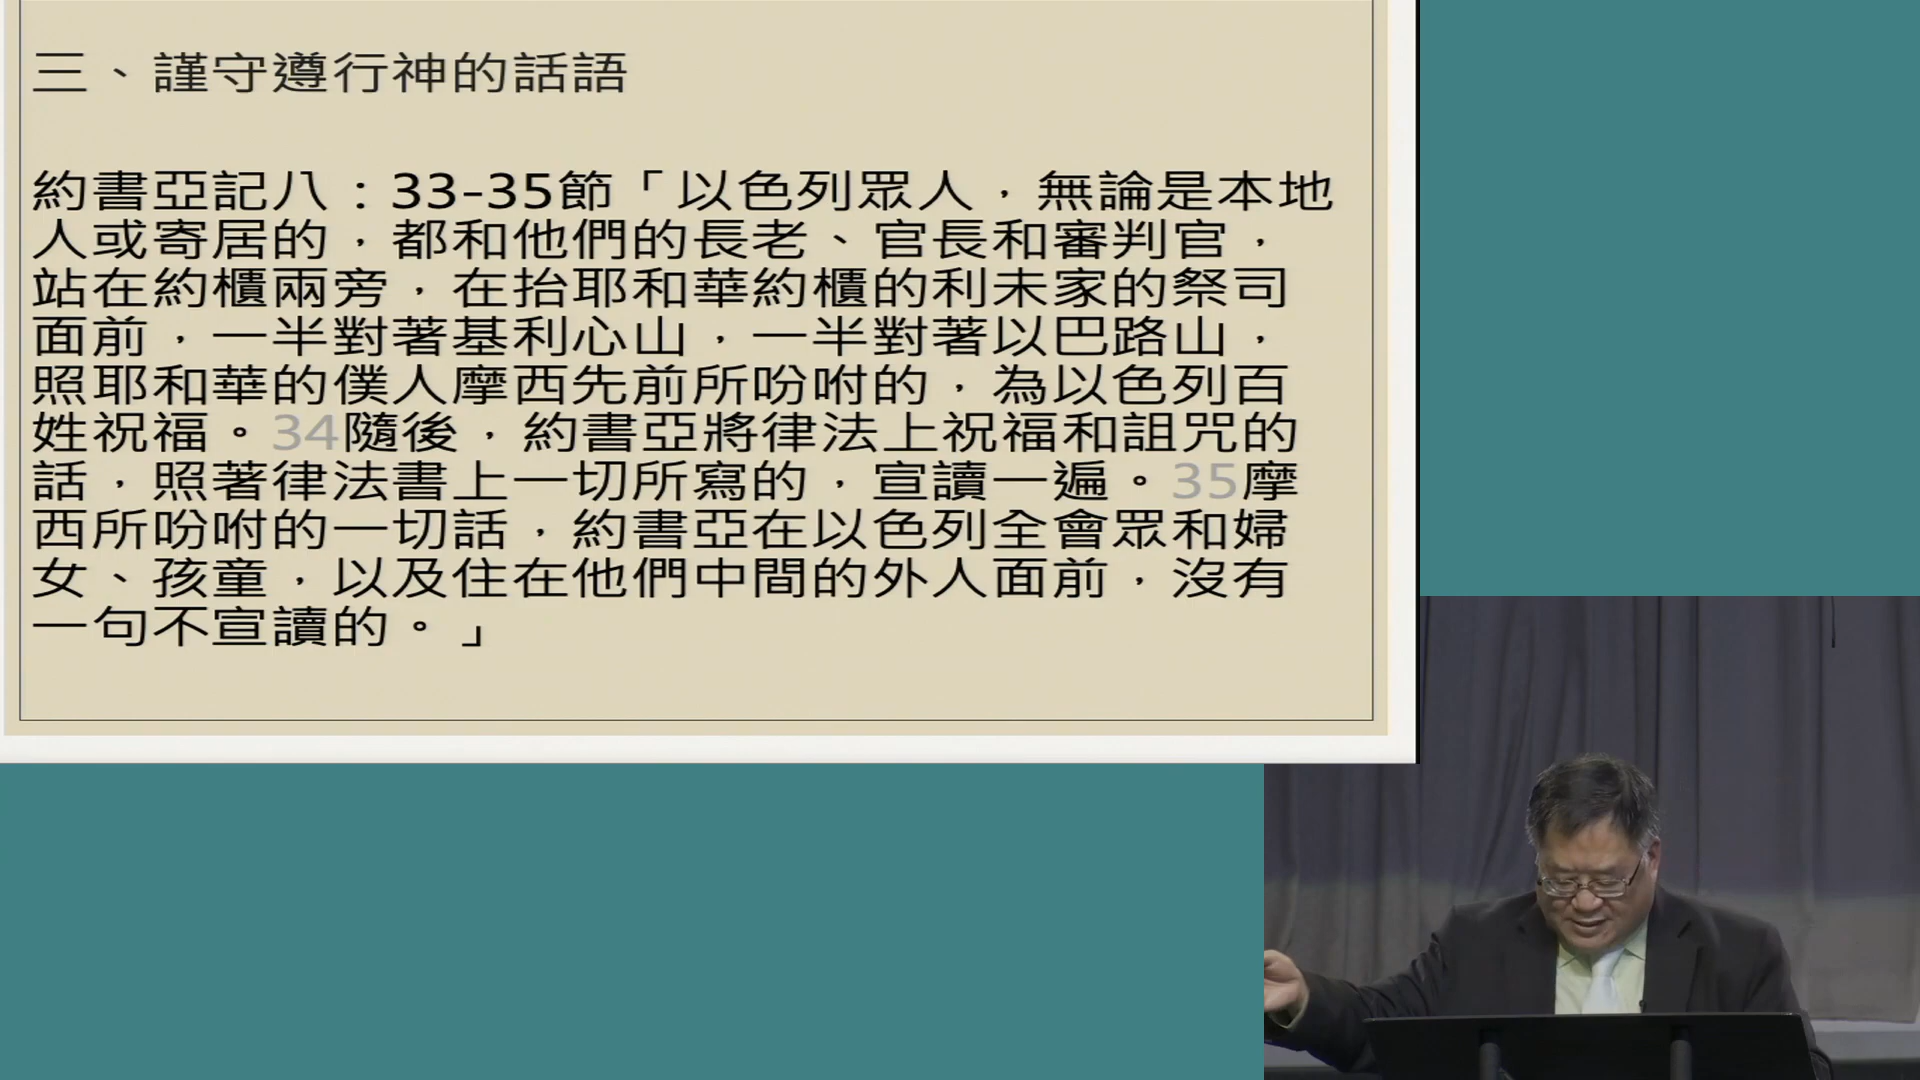 三、謹守遵行神的話語
約書亞記八：33-35節「以色列眾人，無論是本地
人或寄居的，都和他們的長老、官長和審判官，
站在約櫃兩旁，在抬耶和華約櫃的利未家的祭司
面前，一半對著基利心山，一半對著以巴路山，
照耶和華的僕人摩西先前所吩咐的，為以色列百
姓祝福。34隨後，約書亞將律法上祝福和詛咒的
話，照著律法書上一切所寫的，宣讀一遍。35摩
西所吩咐的一切話，約書亞在以色列全會眾和婦
女、孩童，以及住在他們中間的外人面前，沒有
一句不宣讀的。」